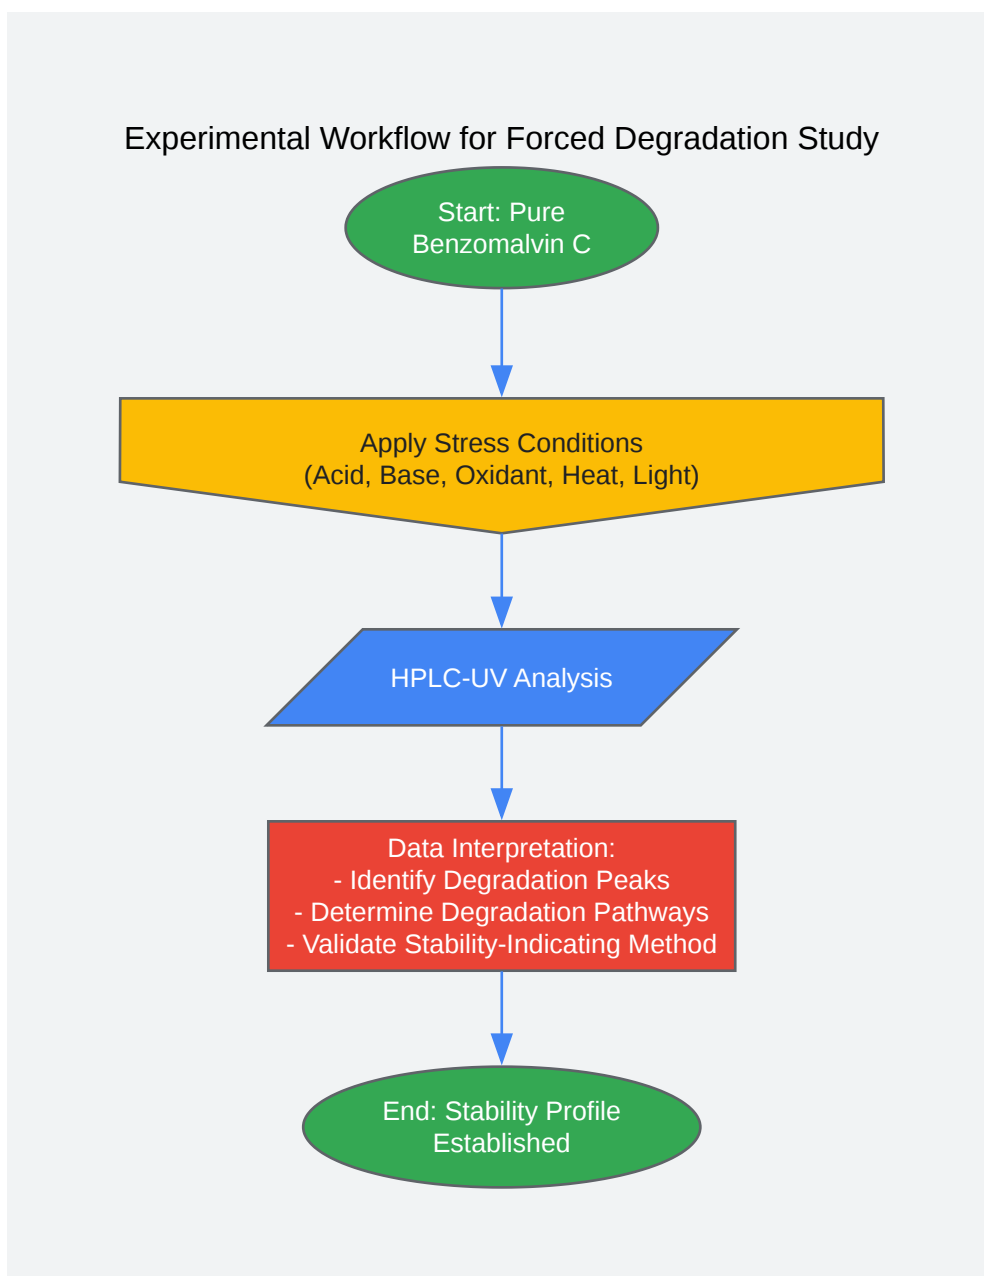 Experimental Workflow for Forced Degradation Study
Start: Pure
Benzomalvin C
Apply Stress Conditions
(Acid, Base, Oxidant, Heat, Light)
HPLC-UV Analysis
Data Interpretation:
- Identify Degradation Peaks
- Determine Degradation Pathways
- Validate Stability-Indicating Method
End: Stability Profile
Established